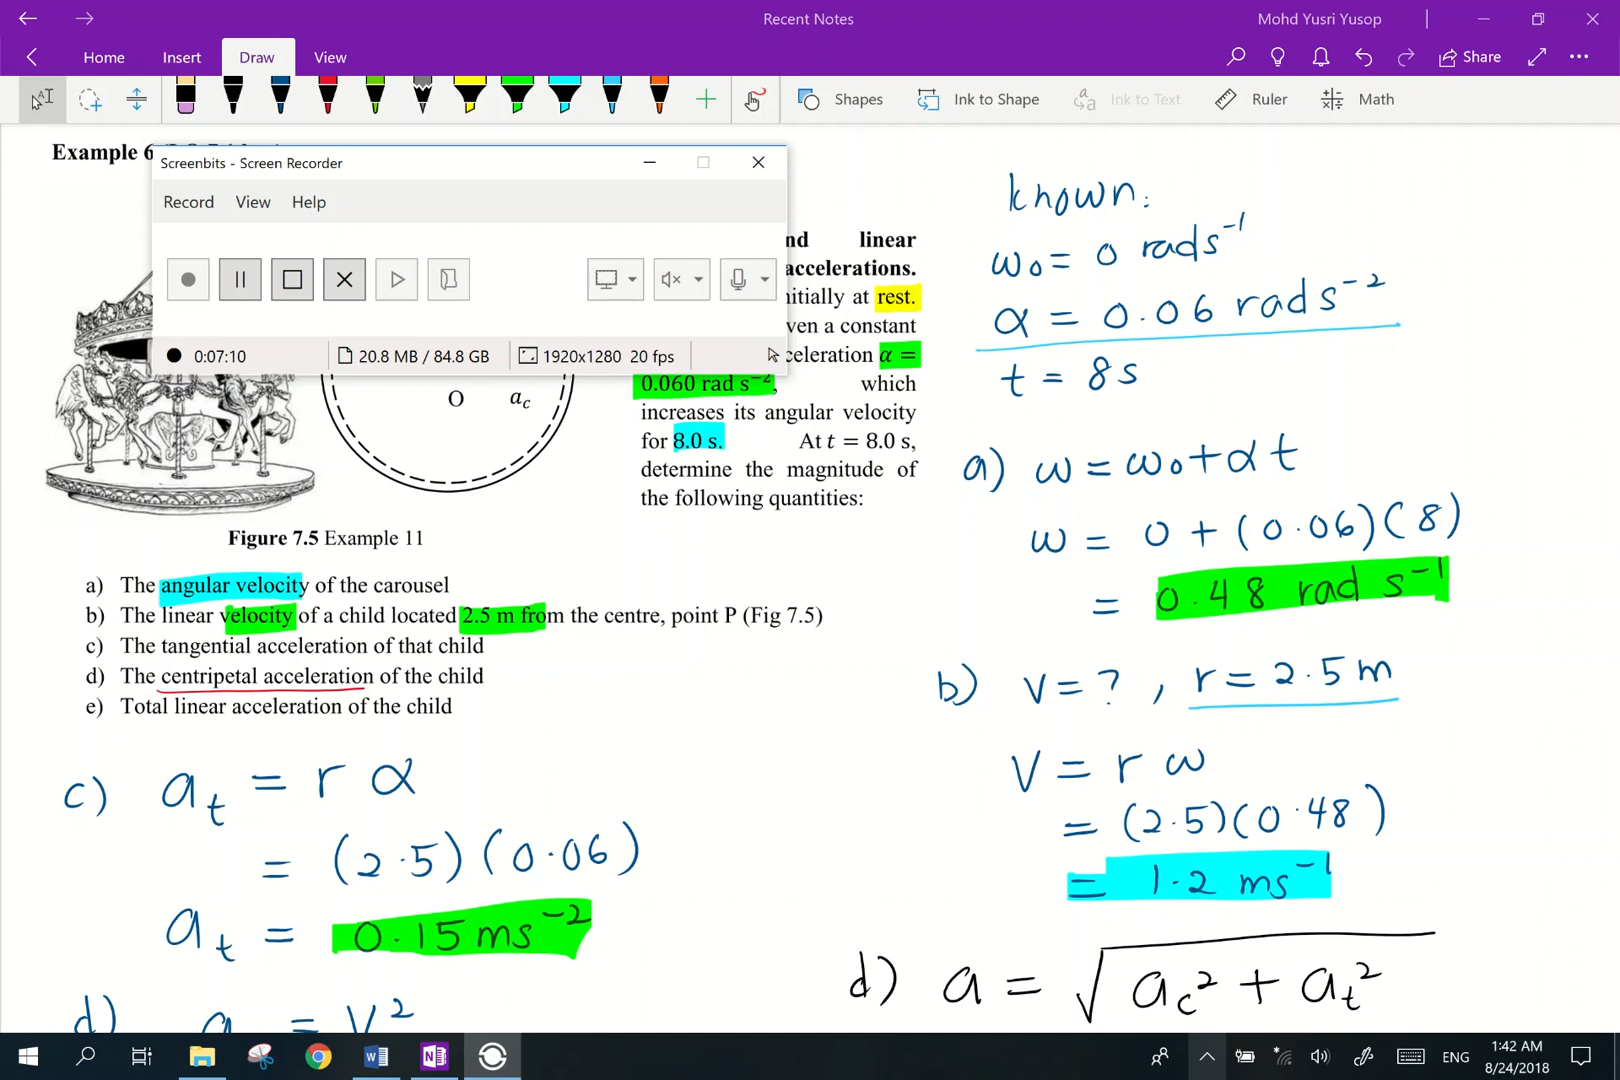 Recent Notes
Mohd Yusri Yusop
Home
Insert
Draw
View
Share
Shapes
Ink to Shape
Ink to Text
Ruler
Math
Example 6
Screenbits - Screen Recorder
Record
View
Help
0:07:10
20.8 MB / 84.8 GB
1920x1280 20 fps
nd linear
accelerations.
nitially at rest.
ven a constant
celeration α =
0.060 rad s⁻², which
increases its angular velocity
for 8.0 s. At t = 8.0 s,
determine the magnitude of
the following quantities:
O
a_c
Figure 7.5 Example 11
a) The angular velocity of the carousel
b) The linear velocity of a child located 2.5 m from the centre, point P (Fig 7.5)
c) The tangential acceleration of that child
d) The centripetal acceleration of the child
e) Total linear acceleration of the child
c) a_t = r α
= (2.5)(0.06)
a_t = 0.15 ms⁻²
d) a = v²
known:
ω₀ = 0 rads⁻¹
α = 0.06 rads⁻²
t = 8s
a) ω = ω₀ + α t
ω = 0 + (0.06)(8)
= 0.48 rad s⁻¹
b) v = ? , r = 2.5 m
V = r ω
= (2.5)(0.48)
= 1.2 ms⁻¹
d) a = √a_c² + a_t²
ENG
1:42 AM
8/24/2018